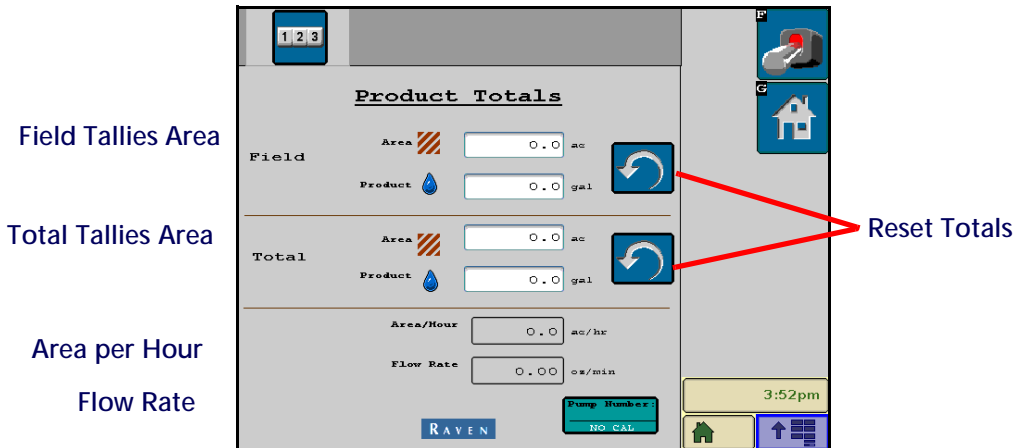 1 2 3
F
Product Totals
G
Field Tallies Area
Field
Area 0.0 ac
Product 0.0 gal
Total Tallies Area
Total
Area 0.0 ac
Product 0.0 gal
Reset Totals
Area per Hour
Area/Hour 0.0 ac/hr
Flow Rate
Flow Rate 0.00 oz/min
Pump Number:
NO CAL
RAVEN
3:52pm